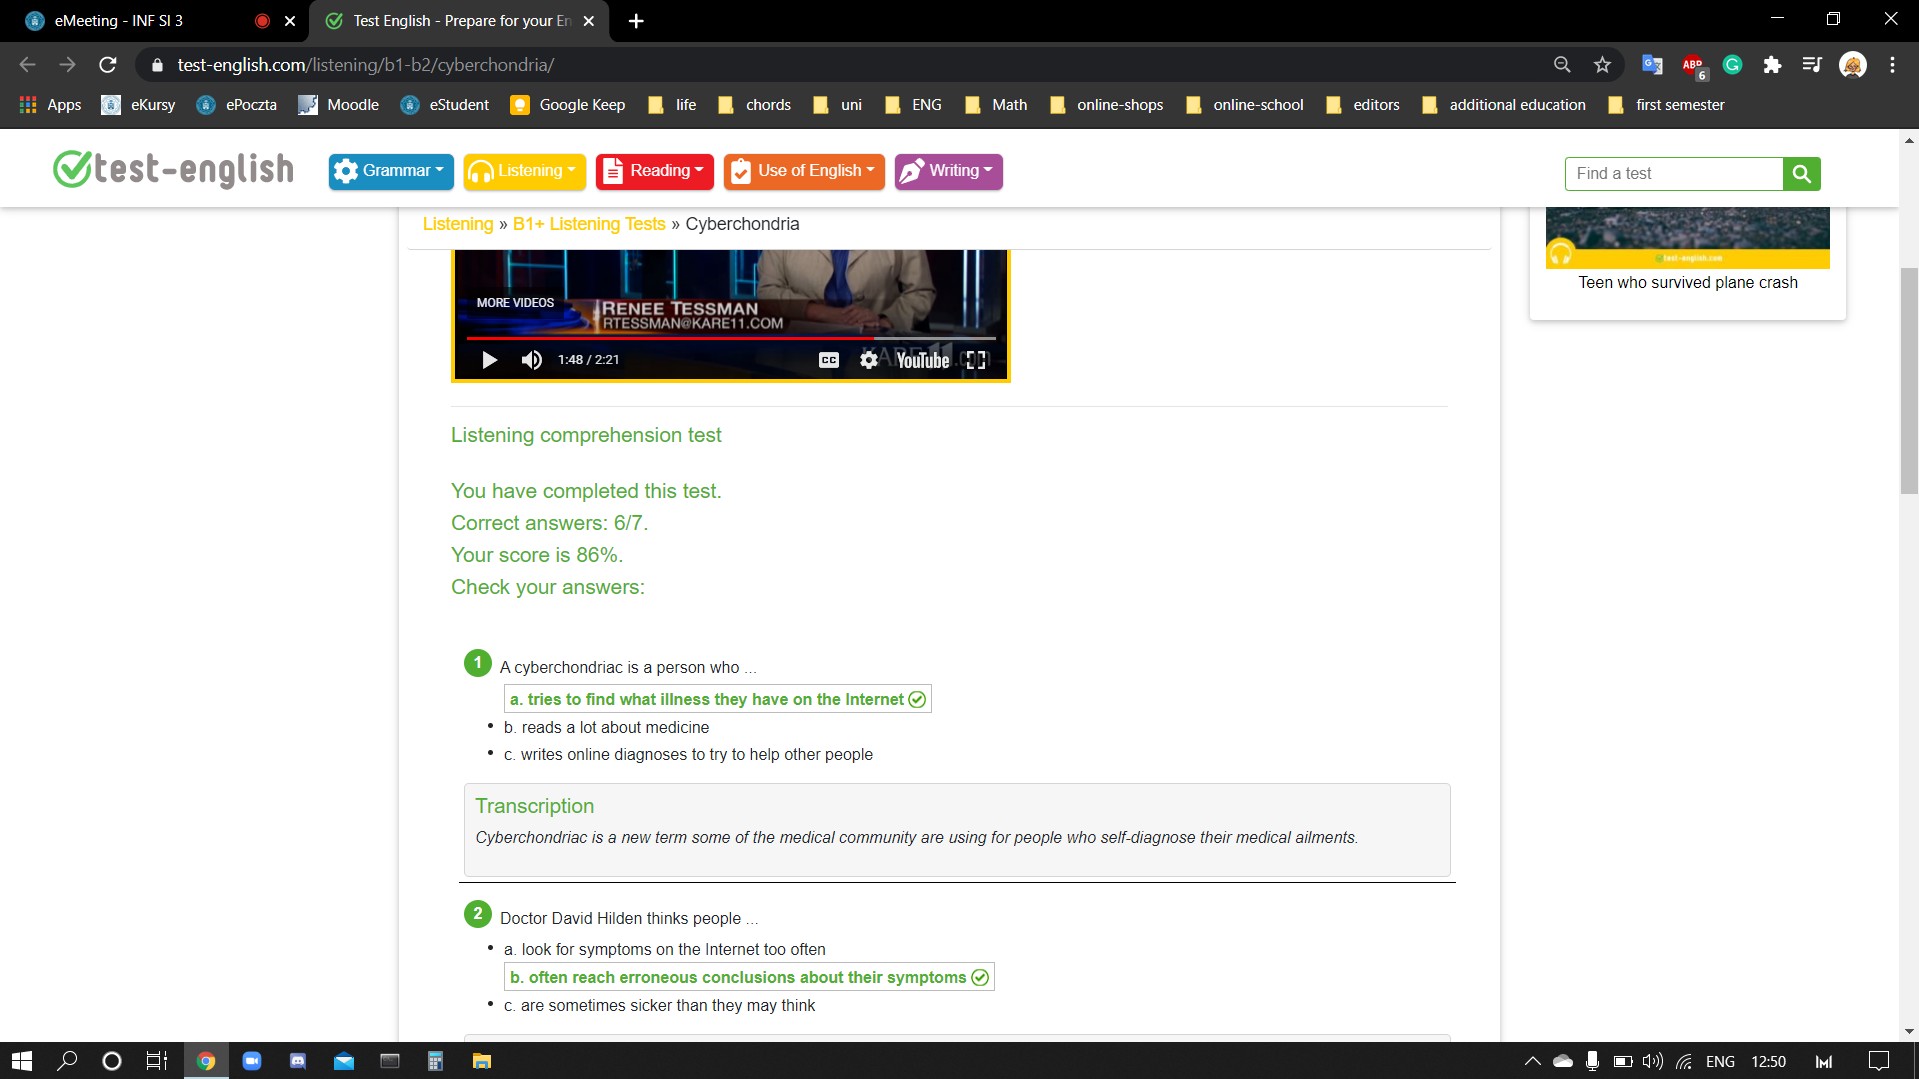 eMeeting - INF SI 3
Test English - Prepare for your En
test-english.com/listening/b1-b2/cyberchondria/
ABP
6
Apps
eKursy
ePoczta
Moodle
eStudent
Google Keep
life
chords
uni
ENG
Math
online-shops
online-school
editors
additional education
first semester
test-english
Grammar
Listening
Reading
Use of English
Writing
Find a test
Listening » B1+ Listening Tests » Cyberchondria
MORE VIDEOS
RENEE TESSMAN
RTESSMAN@KARE11.COM
1:48 / 2:21
CC
YouTube
test-english.com
Teen who survived plane crash
Listening comprehension test
You have completed this test.
Correct answers: 6/7.
Your score is 86%.
Check your answers:
1 A cyberchondriac is a person who ...
a. tries to find what illness they have on the Internet
• b. reads a lot about medicine
• c. writes online diagnoses to try to help other people
Transcription
Cyberchondriac is a new term some of the medical community are using for people who self-diagnose their medical ailments.
2 Doctor David Hilden thinks people ...
• a. look for symptoms on the Internet too often
b. often reach erroneous conclusions about their symptoms
• c. are sometimes sicker than they may think
ENG
12:50